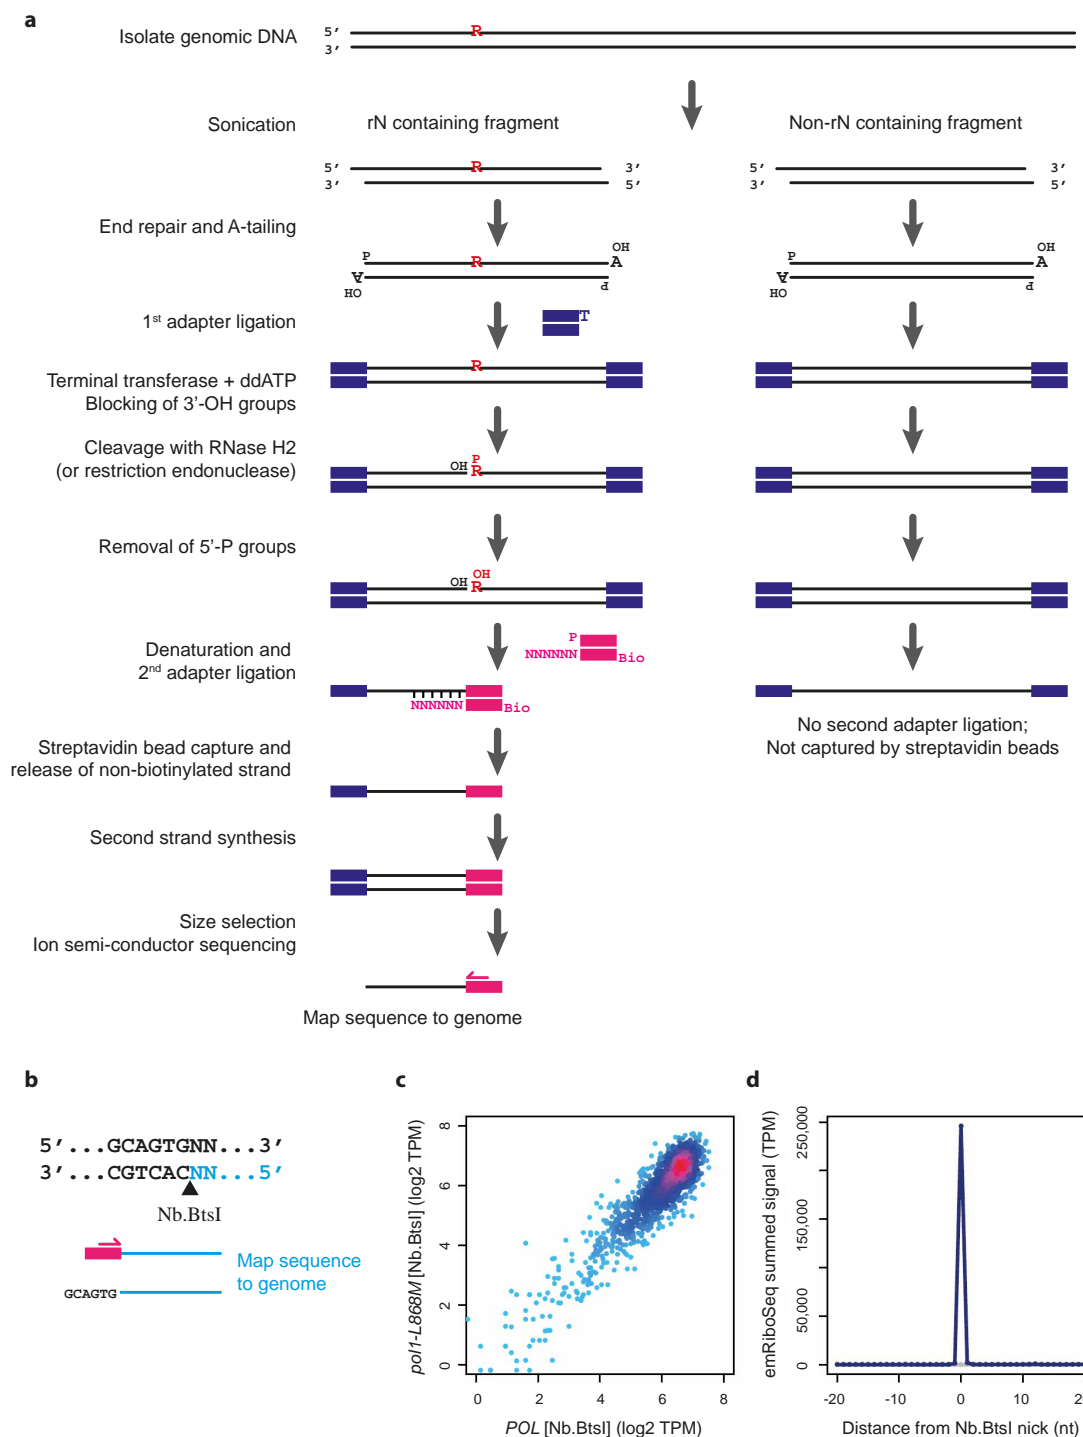 a
Isolate genomic DNA
5′
3′
R
Sonication
rN containing fragment
Non-rN containing fragment
5′
R
3′
3′
5′
5′
3′
3′
5′
End repair and A-tailing
P
R
OH
A
A
OH
P
P
OH
A
A
OH
P
1st adapter ligation
T
R
Terminal transferase + ddATP
Blocking of 3′-OH groups
Cleavage with RNase H2
(or restriction endonuclease)
P
OH
R
Removal of 5′-P groups
OH
OH
R
Denaturation and
2nd adapter ligation
P
NNNNNN
Bio
NNNNNN
Bio
No second adapter ligation;
Not captured by streptavidin beads
Streptavidin bead capture and
release of non-biotinylated strand
Second strand synthesis
Size selection
Ion semi-conductor sequencing
Map sequence to genome
b
5′...GCAGTGNN...3′
3′...CGTCACNN...5′
Nb.BtsI
Map sequence
to genome
GCAGTG
c
pol1-L868M [Nb.BtsI] (log2 TPM)
8
6
4
2
0
0 2 4 6 8
POL [Nb.BtsI] (log2 TPM)
d
emRiboSeq summed signal (TPM)
250,000
150,000
50,000
0
-20 -10 0 10 20
Distance from Nb.BtsI nick (nt)